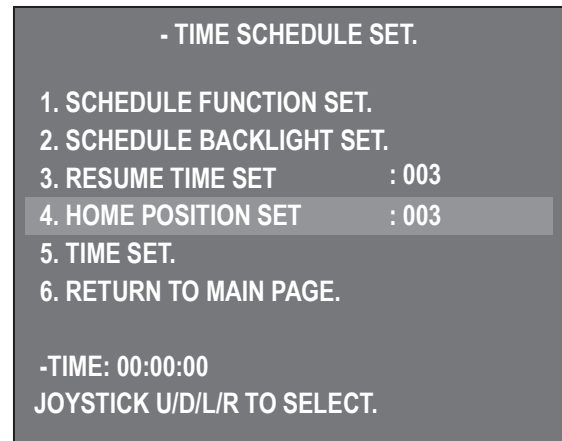 - TIME SCHEDULE SET.
1. SCHEDULE FUNCTION SET.
2. SCHEDULE BACKLIGHT SET.
3. RESUME TIME SET : 003
4. HOME POSITION SET : 003
5. TIME SET.
6. RETURN TO MAIN PAGE.
-TIME: 00:00:00
JOYSTICK U/D/L/R TO SELECT.